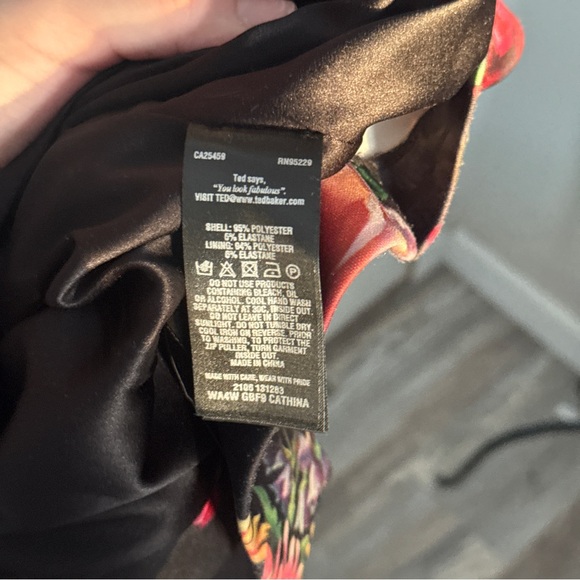 CA25459 RN95229
Ted says,
"You look fabulous".
VISIT TED@www.tedbaker.com
SHELL: 95% POLYESTER
5% ELASTANE
LINING: 94% POLYESTER
6% ELASTANE
P
DO NOT USE PRODUCTS
CONTAINING BLEACH, OIL
OR ALCOHOL. COOL HAND WASH
SEPARATELY AT 30C, INSIDE OUT.
DO NOT LEAVE IN DIRECT
SUNLIGHT. DO NOT TUMBLE DRY,
COOL IRON ON REVERSE. PRIOR
TO WASHING, TO PROTECT THE
ZIP PULLER, TURN GARMENT
INSIDE OUT.
MADE IN CHINA
MADE WITH CARE, WEAR WITH PRIDE
2105 131263
WA4W GBF9 CATHINA